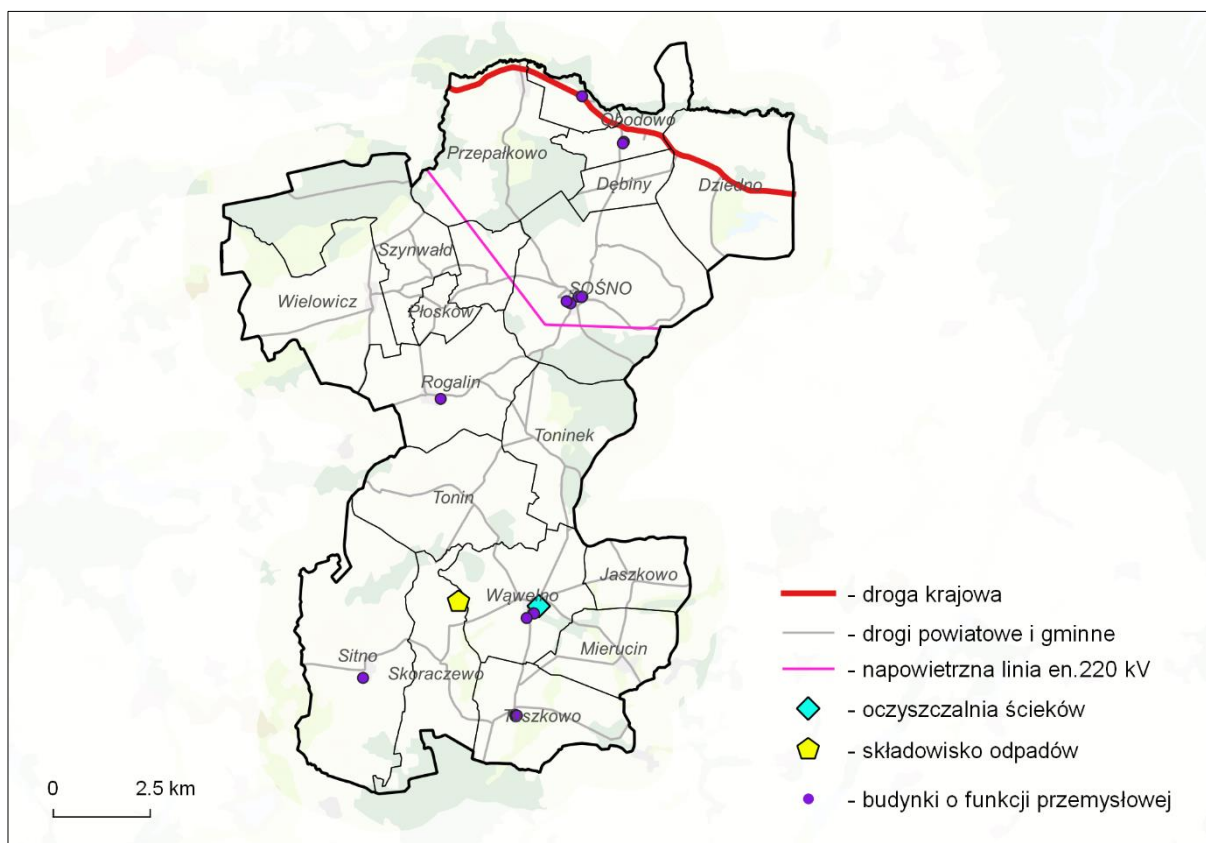 Obodowo
Przepałkowo
Dębiny
Dziedno
Szynwałd
SOŚNO
Wielowicz
Płosków
Rogalin
Toninek
Tonin
Jaszkowo
Wąwelno
Mierucin
Sitno
Skoraczewo
Tuszkowo
- droga krajowa
- drogi powiatowe i gminne
- napowietrzna linia en.220 kV
- oczyszczalnia ścieków
- składowisko odpadów
- budynki o funkcji przemysłowej
0 2.5 km